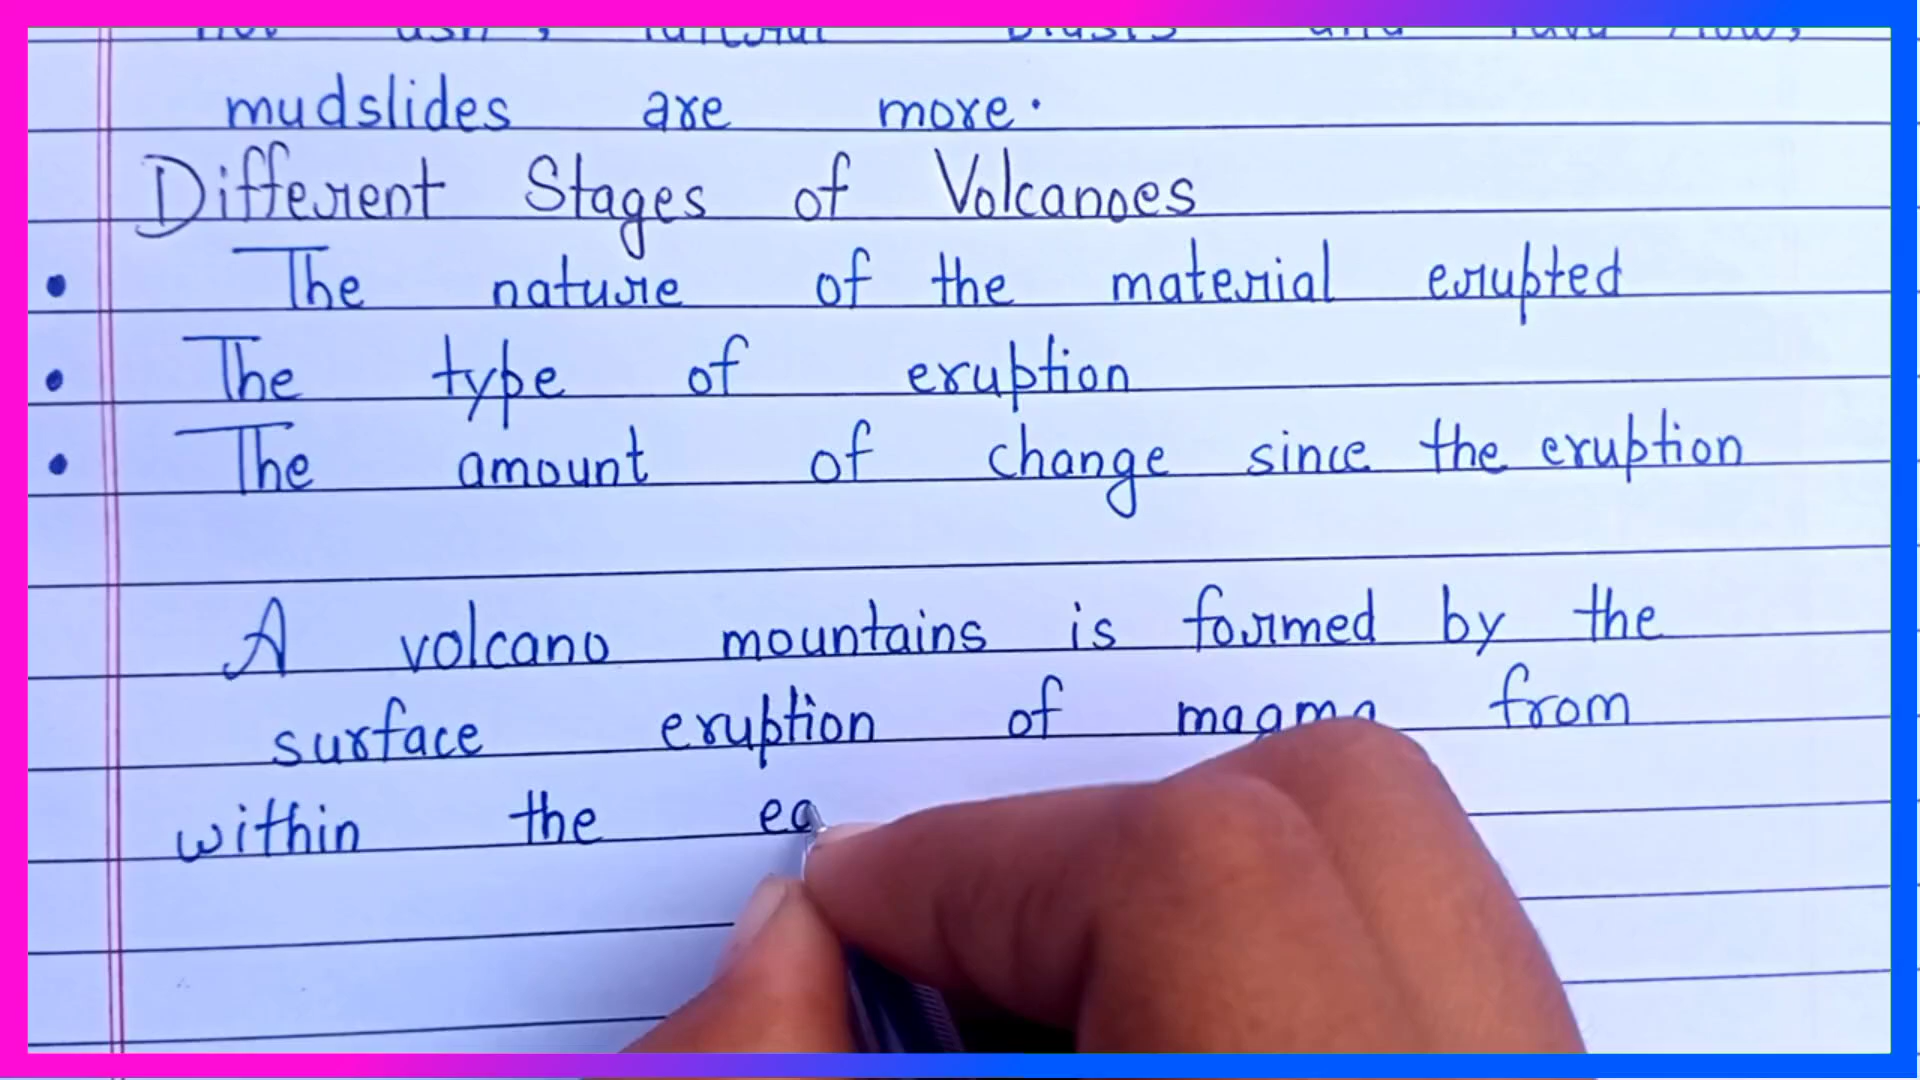 mudslides are more.
Different Stages of Volcanoes
• The nature of the material erupted
• The type of eruption
• The amount of change since the eruption
A volcano mountains is formed by the
surface eruption of magma from
within the ea